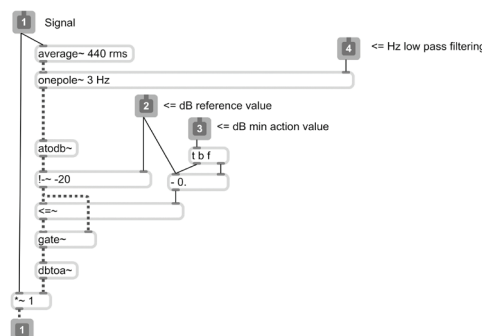 1 Signal
average~ 440 rms
4 <= Hz low pass filtering
onepole~ 3 Hz
2 <= dB reference value
3 <= dB min action value
atodb~
t b f
!-~ -20
- 0.
<=~
gate~
dbtoa~
*~ 1
1